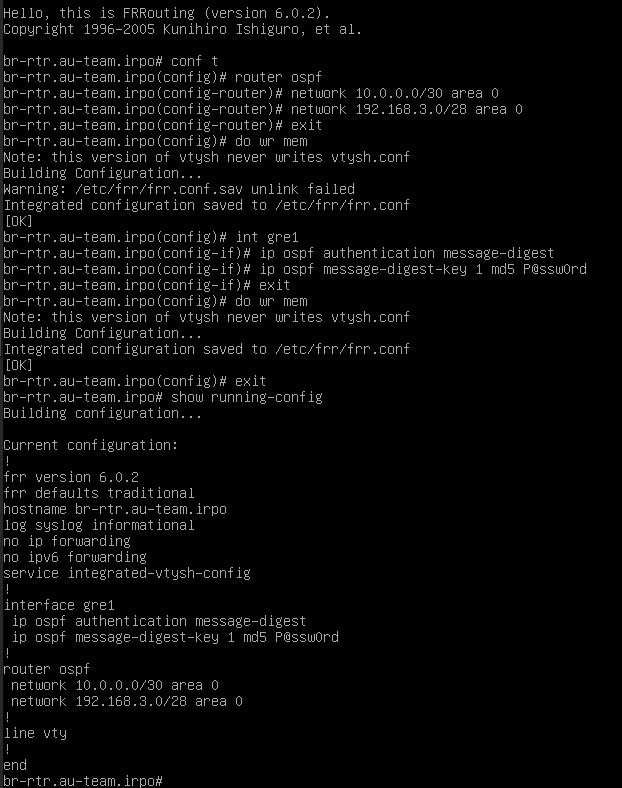 Hello, this is FRRouting (version 6.0.2).
Copyright 1996-2005 Kunihiro Ishiguro, et al.

br-rtr.au-team.irpo# conf t
br-rtr.au-team.irpo(config)# router ospf
br-rtr.au-team.irpo(config-router)# network 10.0.0.0/30 area 0
br-rtr.au-team.irpo(config-router)# network 192.168.3.0/28 area 0
br-rtr.au-team.irpo(config-router)# exit
br-rtr.au-team.irpo(config)# do wr mem
Note: this version of vtysh never writes vtysh.conf
Building Configuration...
Warning: /etc/frr/frr.conf.sav unlink failed
Integrated configuration saved to /etc/frr/frr.conf
[OK]
br-rtr.au-team.irpo(config)# int gre1
br-rtr.au-team.irpo(config-if)# ip ospf authentication message-digest
br-rtr.au-team.irpo(config-if)# ip ospf message-digest-key 1 md5 P@ssw0rd
br-rtr.au-team.irpo(config-if)# exit
br-rtr.au-team.irpo(config)# do wr mem
Note: this version of vtysh never writes vtysh.conf
Building Configuration...
Integrated configuration saved to /etc/frr/frr.conf
[OK]
br-rtr.au-team.irpo(config)# exit
br-rtr.au-team.irpo# show running-config
Building configuration...

Current configuration:
!
frr version 6.0.2
frr defaults traditional
hostname br-rtr.au-team.irpo
log syslog informational
no ip forwarding
no ipv6 forwarding
service integrated-vtysh-config
!
interface gre1
 ip ospf authentication message-digest
 ip ospf message-digest-key 1 md5 P@ssw0rd
!
router ospf
 network 10.0.0.0/30 area 0
 network 192.168.3.0/28 area 0
!
line vty
!
end
br-rtr.au-team.irpo#